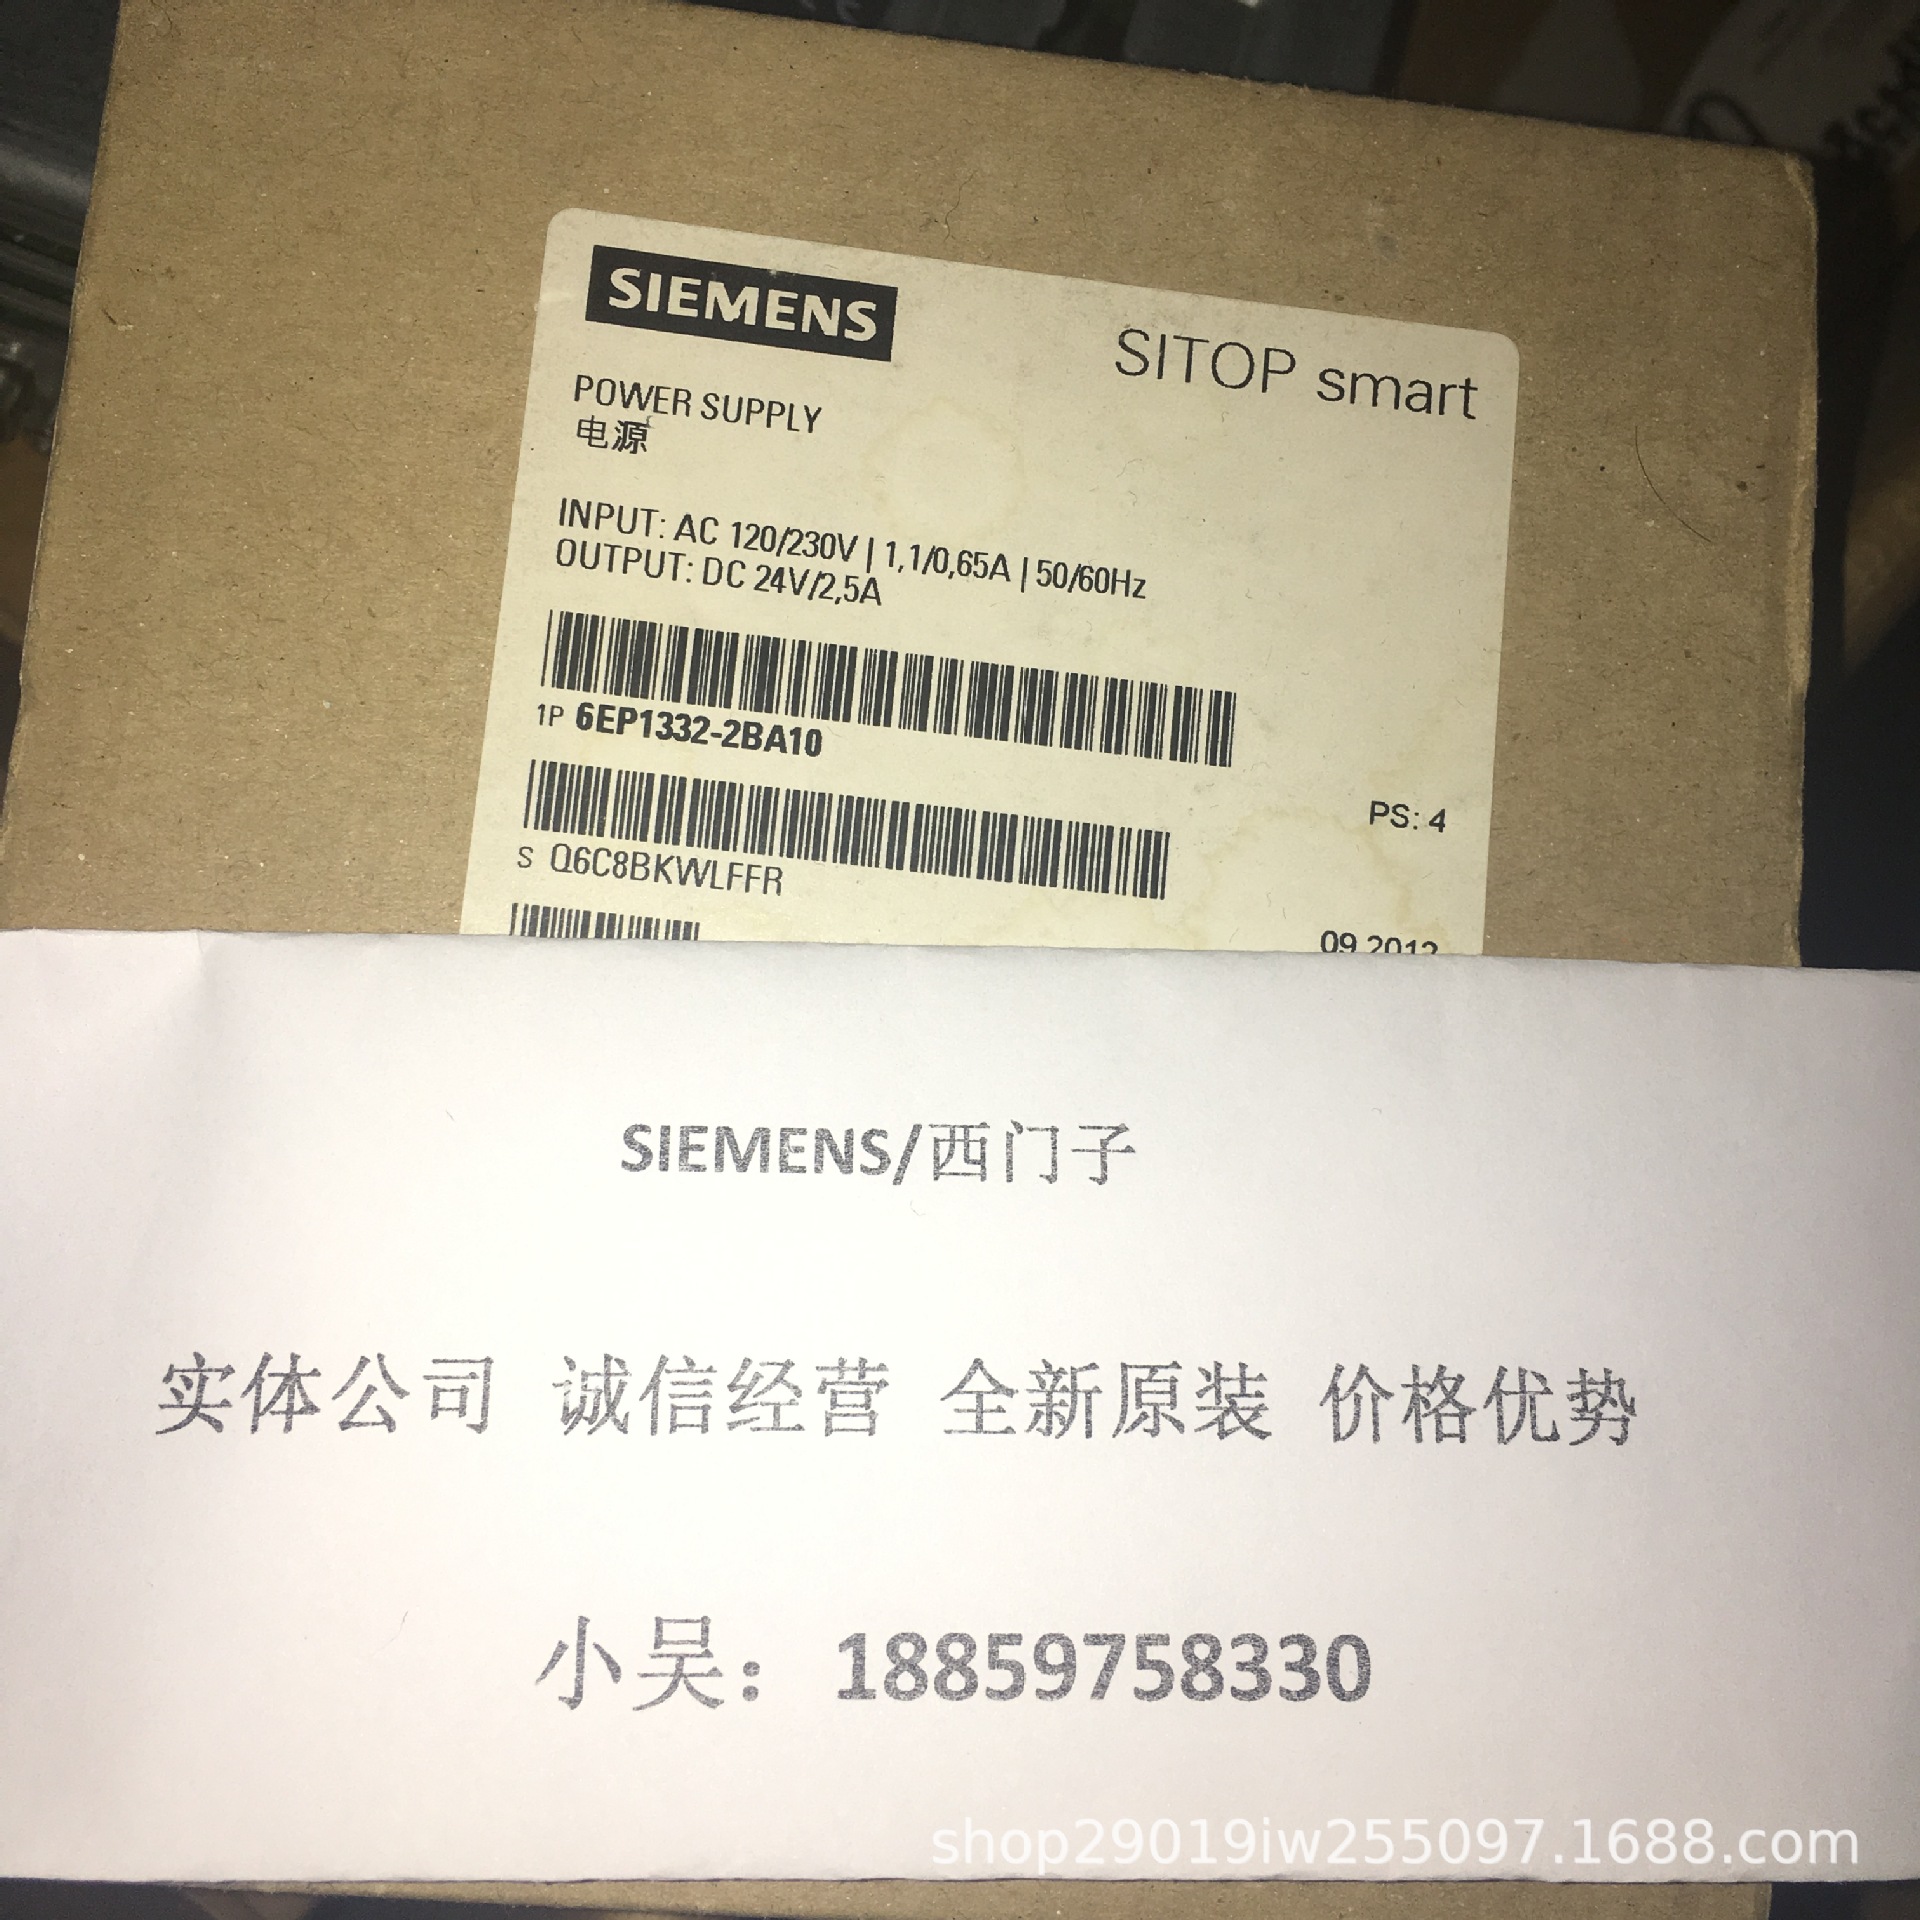 SIEMENS
SITOP smart
POWER SUPPLY
电源
INPUT: AC 120/230V | 1,1/0,65A | 50/60Hz
OUTPUT: DC 24V/2,5A
1P 6EP1332-2BA10
PS: 4
S Q6C8BKWLFFR
09.2012
SIEMENS/西门子
实体公司 诚信经营 全新原装 价格优势
小吴：18859758330
shop29019iw255097.1688.com